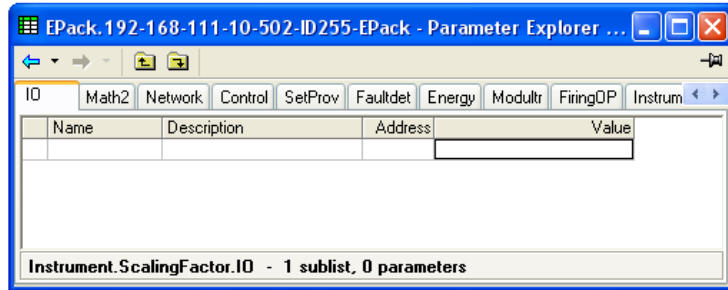 EPack.192-168-111-10-502-ID255-EPack - Parameter Explorer ...
IO Math2 Network Control SetProv Faultdet Energy Modultr FiringOP Instrum
Name Description Address Value
Instrument.ScalingFactor.IO - 1 sublist, 0 parameters